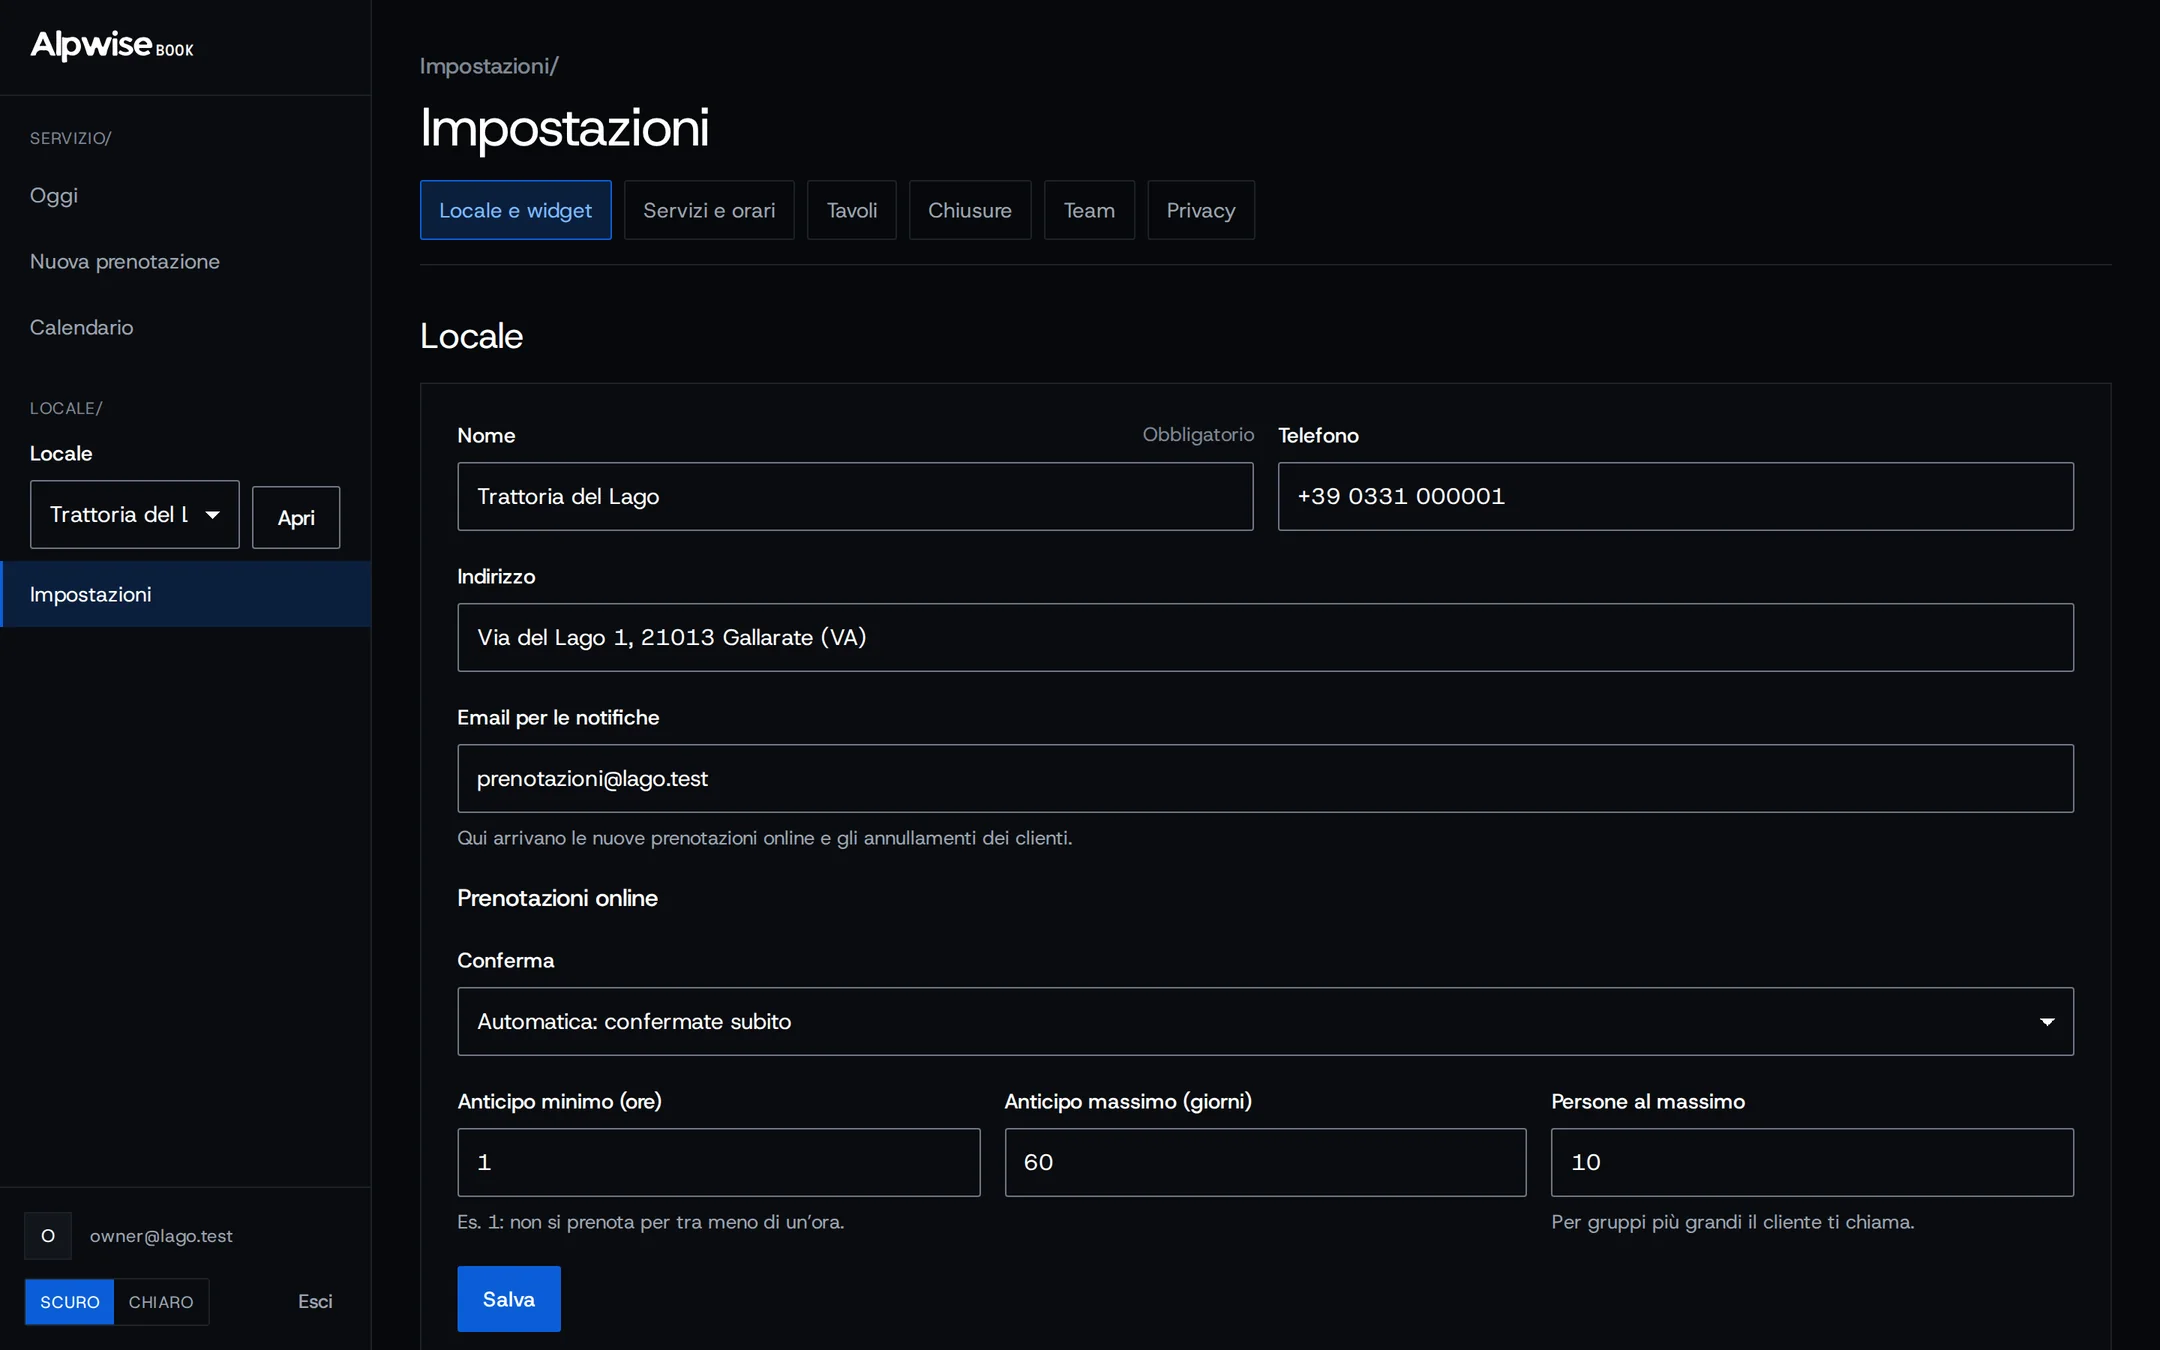 Alpwise BOOK
SERVIZIO/
Oggi
Nuova prenotazione
Calendario
LOCALE/
Locale
Trattoria del l
Apri
Impostazioni
O
owner@lago.test
SCURO
CHIARO
Esci
Impostazioni/
Impostazioni
Locale e widget
Servizi e orari
Tavoli
Chiusure
Team
Privacy
Locale
Nome
Obbligatorio
Trattoria del Lago
Telefono
+39 0331 000001
Indirizzo
Via del Lago 1, 21013 Gallarate (VA)
Email per le notifiche
prenotazioni@lago.test
Qui arrivano le nuove prenotazioni online e gli annullamenti dei clienti.
Prenotazioni online
Conferma
Automatica: confermate subito
Anticipo minimo (ore)
1
Es. 1: non si prenota per tra meno di un’ora.
Anticipo massimo (giorni)
60
Persone al massimo
10
Per gruppi più grandi il cliente ti chiama.
Salva